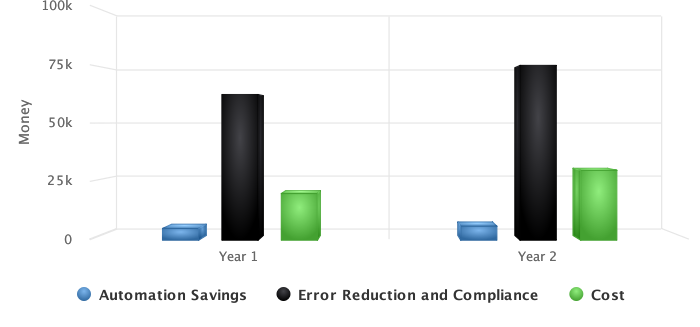 100k
75k
50k
25k
0
Money
Year 1
Year 2
Automation Savings
Error Reduction and Compliance
Cost